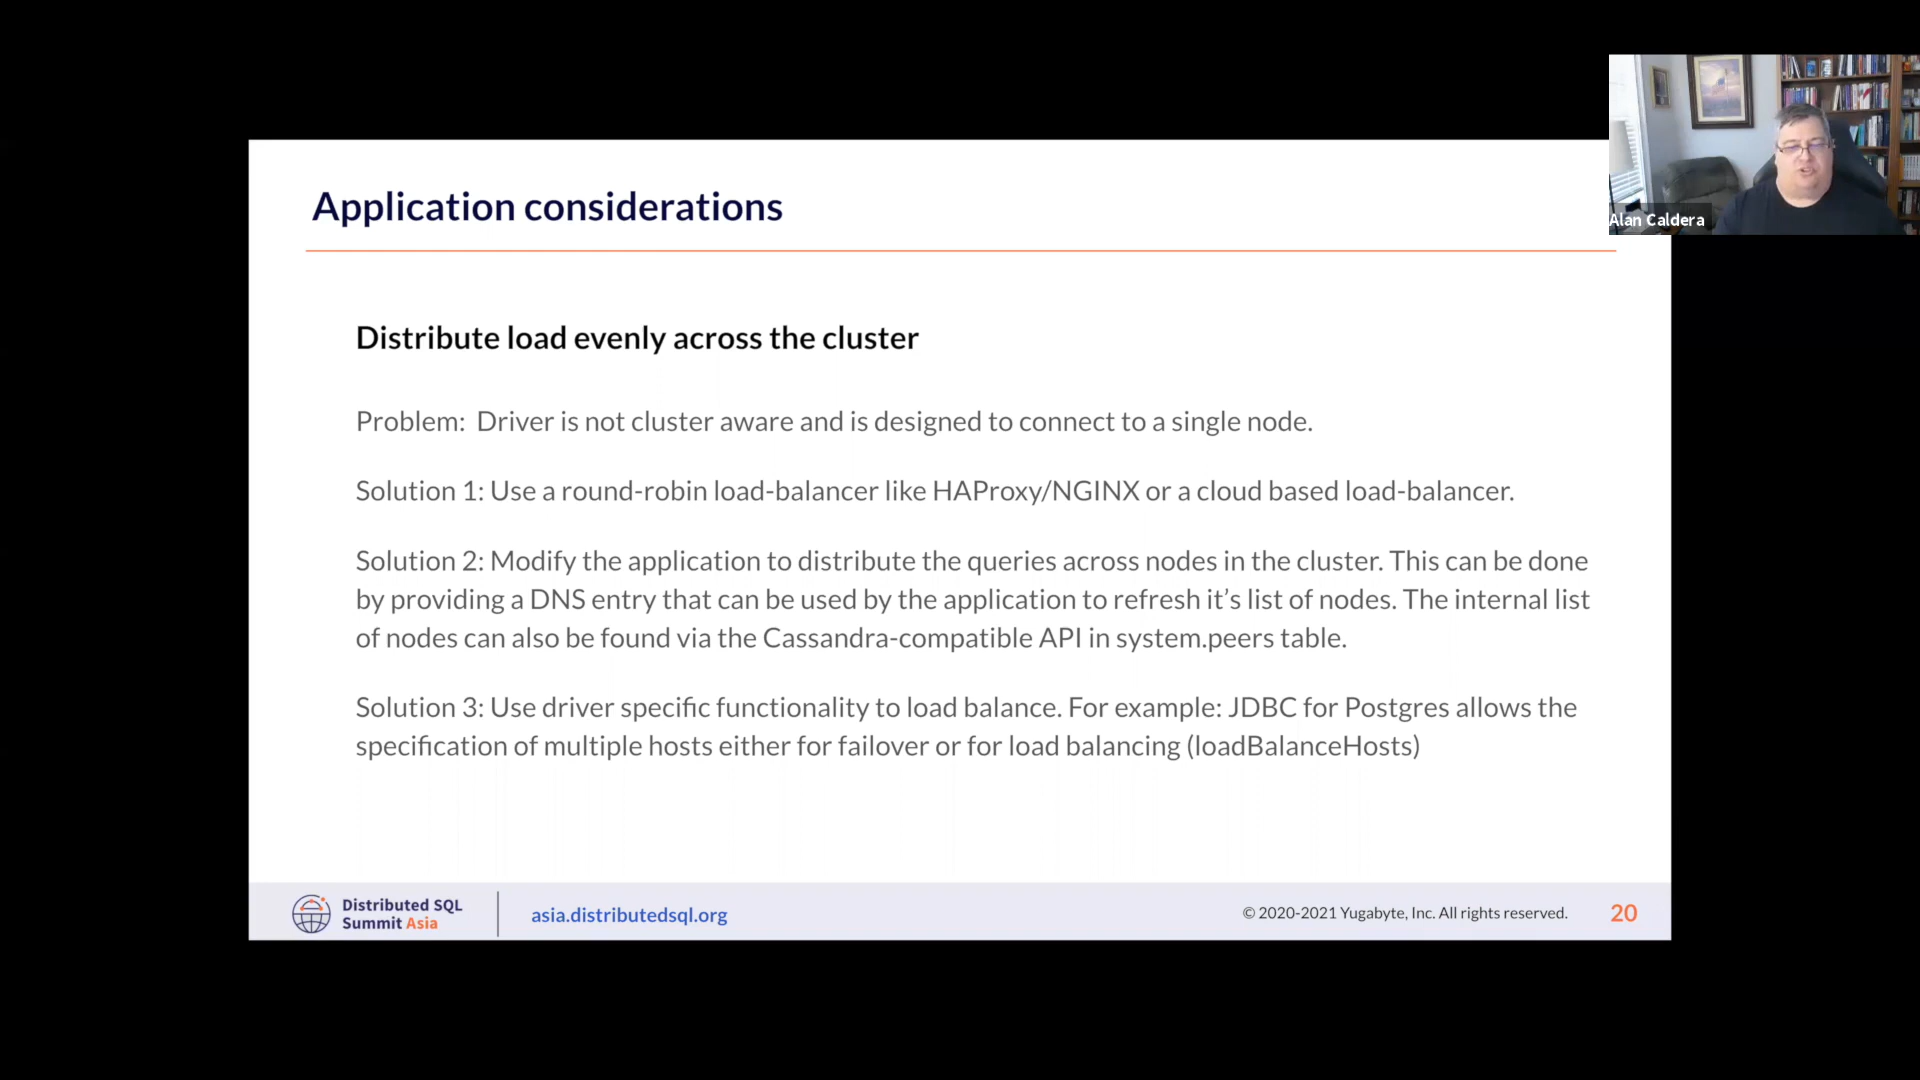 Application considerations
Alan Caldera
Distribute load evenly across the cluster
Problem:  Driver is not cluster aware and is designed to connect to a single node.
Solution 1: Use a round-robin load-balancer like HAProxy/NGINX or a cloud based load-balancer.
Solution 2: Modify the application to distribute the queries across nodes in the cluster. This can be done
by providing a DNS entry that can be used by the application to refresh it’s list of nodes. The internal list
of nodes can also be found via the Cassandra-compatible API in system.peers table.
Solution 3: Use driver specific functionality to load balance. For example: JDBC for Postgres allows the
specification of multiple hosts either for failover or for load balancing (loadBalanceHosts)
Distributed SQL
Summit Asia
asia.distributedsql.org
© 2020-2021 Yugabyte, Inc. All rights reserved.
20